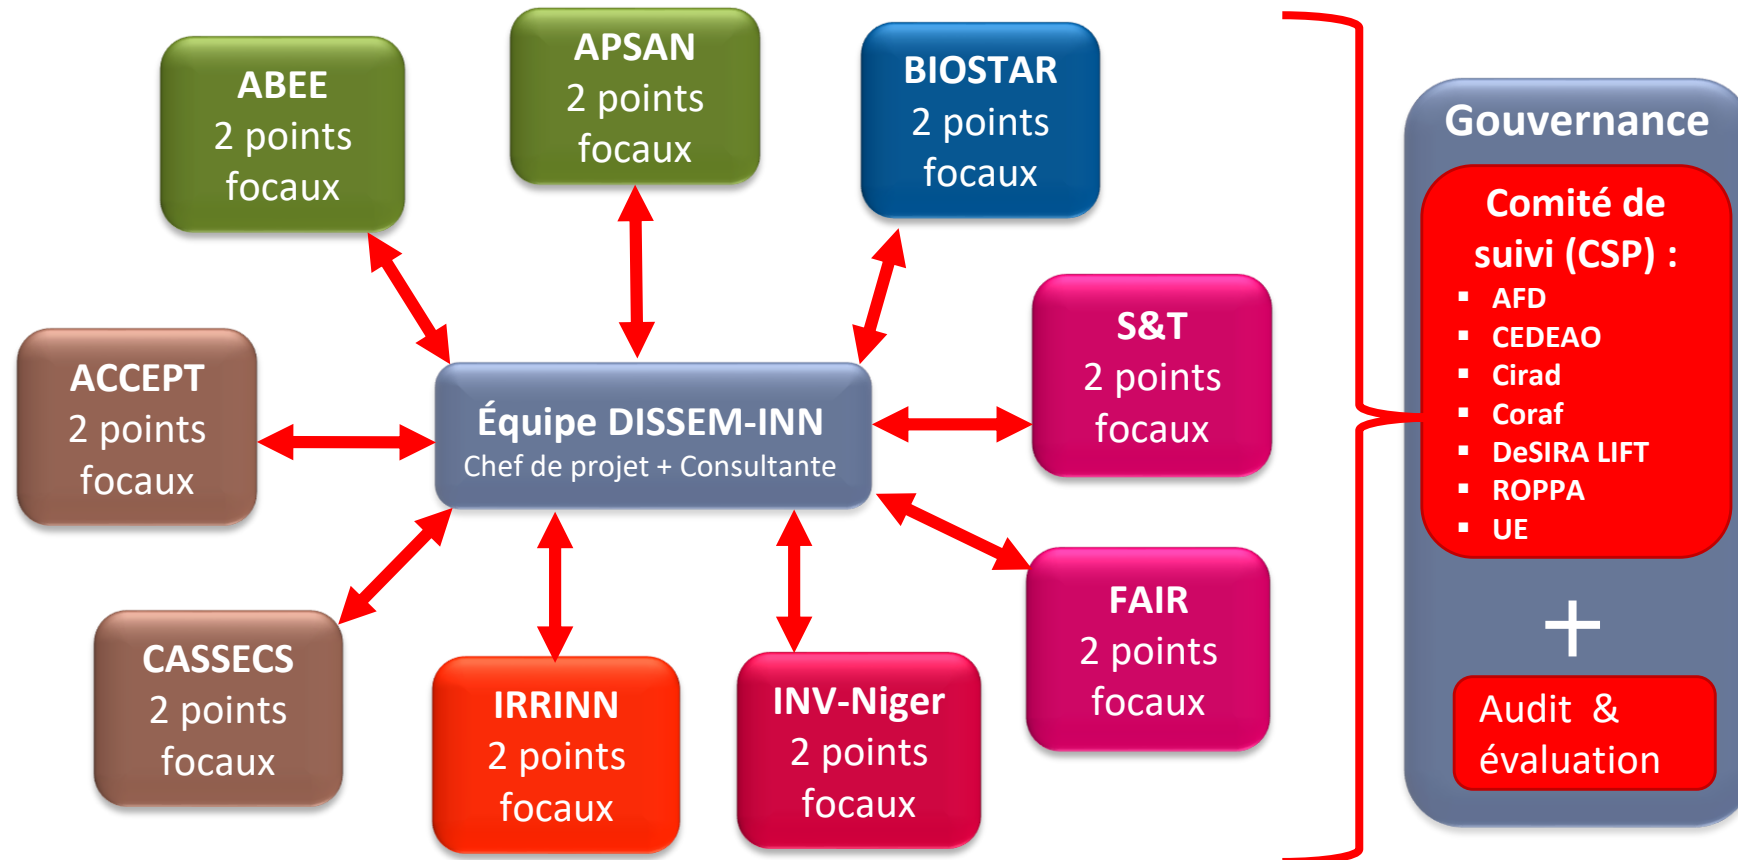 ABEE
2 points
focaux
APSAN
2 points
focaux
BIOSTAR
2 points
focaux
ACCEPT
2 points
focaux
Équipe DISSEM-INN
Chef de projet + Consultante
S&T
2 points
focaux
CASSECS
2 points
focaux
IRRINN
2 points
focaux
INV-Niger
2 points
focaux
FAIR
2 points
focaux
Gouvernance
Comité de
suivi (CSP) :
▪ AFD
▪ CEDEAO
▪ Cirad
▪ Coraf
▪ DeSIRA LIFT
▪ ROPPA
▪ UE
+
Audit &
évaluation